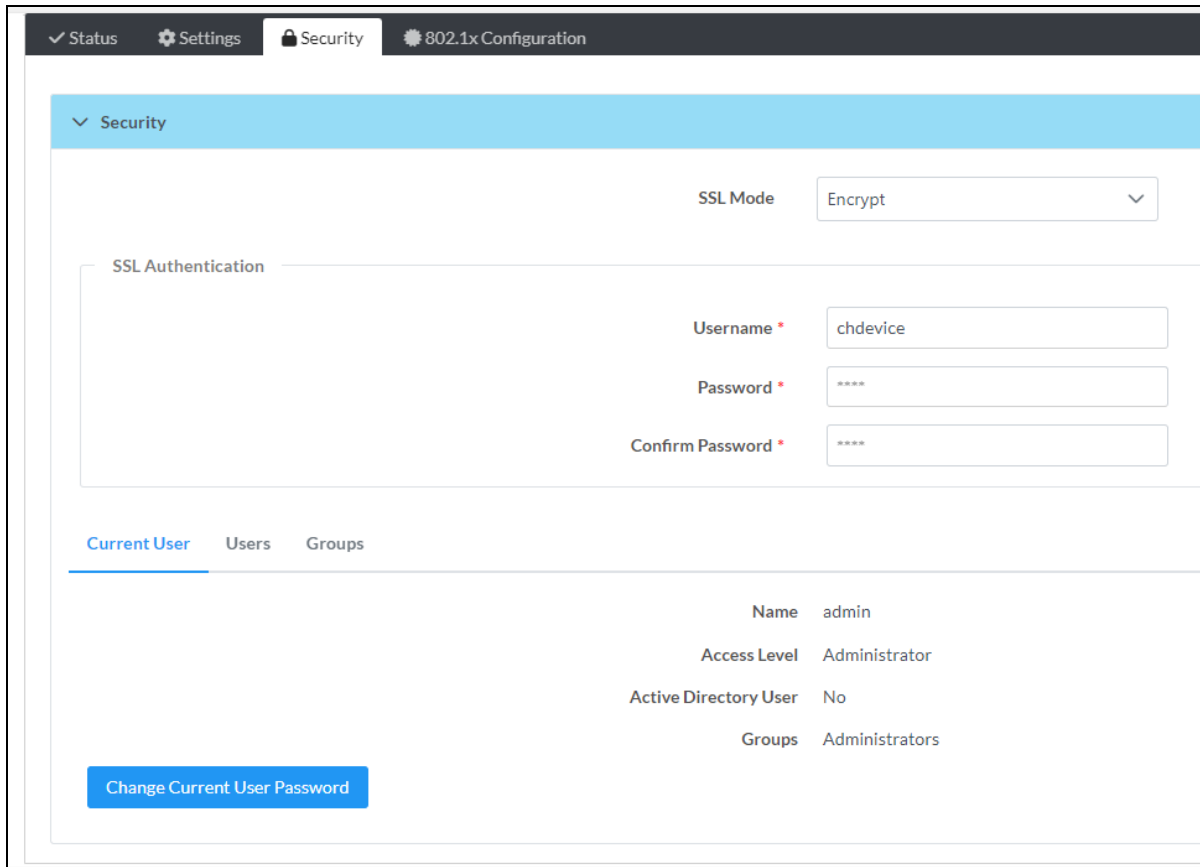 Status Settings Security 802.1x Configuration
Security
SSL Mode Encrypt
SSL Authentication
Username * chdevice
Password * ****
Confirm Password * ****
Current User Users Groups
Name admin
Access Level Administrator
Active Directory User No
Groups Administrators
Change Current User Password